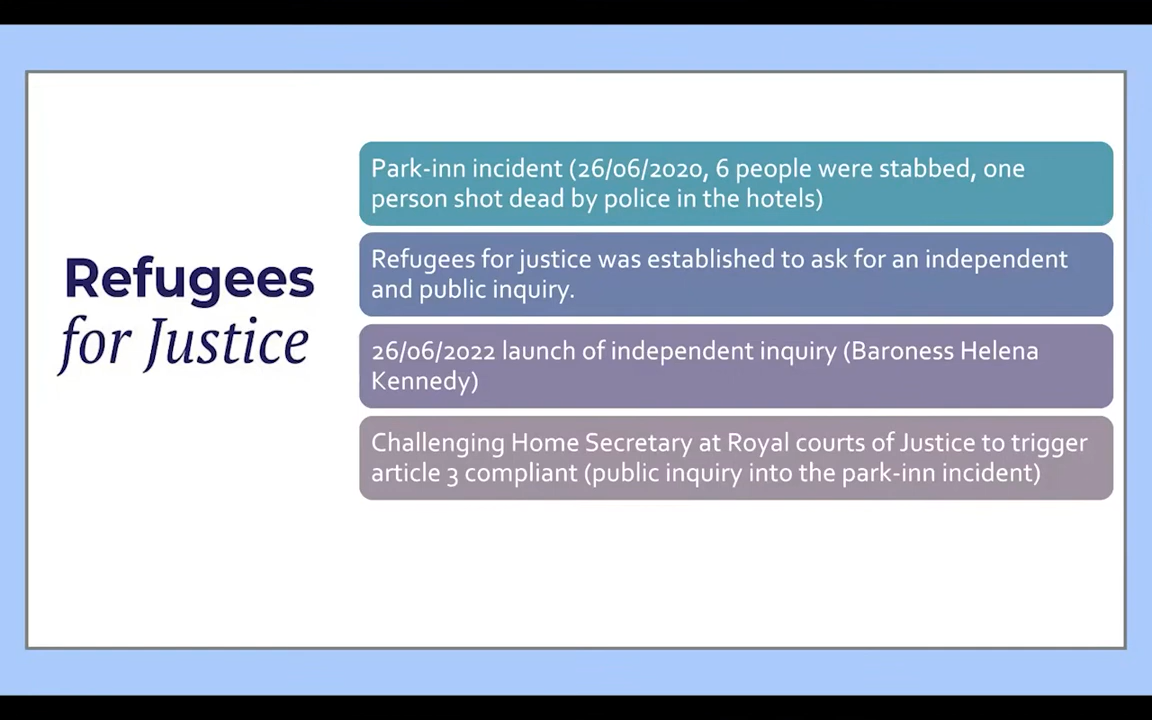 Refugees
for Justice
Park-inn incident (26/06/2020, 6 people were stabbed, one
person shot dead by police in the hotels)
Refugees for justice was established to ask for an independent
and public inquiry.
26/06/2022 launch of independent inquiry (Baroness Helena
Kennedy)
Challenging Home Secretary at Royal courts of Justice to trigger
article 3 compliant (public inquiry into the park-inn incident)